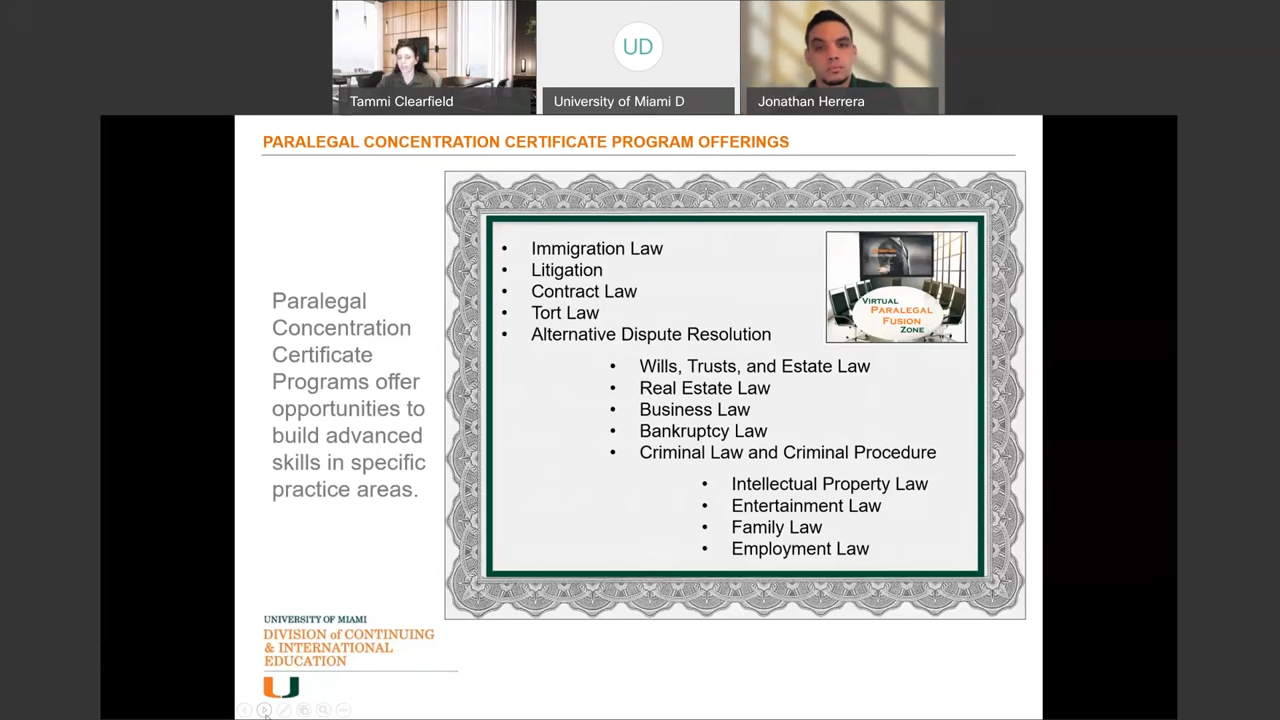 UD
Tammi Clearfield
University of Miami D
Jonathan Herrera
PARALEGAL CONCENTRATION CERTIFICATE PROGRAM OFFERINGS
Paralegal
Concentration
Certificate
Programs offer
opportunities to
build advanced
skills in specific
practice areas.
• Immigration Law
• Litigation
• Contract Law
• Tort Law
• Alternative Dispute Resolution
VIRTUAL
PARALEGAL
FUSION
ZONE
• Wills, Trusts, and Estate Law
• Real Estate Law
• Business Law
• Bankruptcy Law
• Criminal Law and Criminal Procedure
• Intellectual Property Law
• Entertainment Law
• Family Law
• Employment Law
UNIVERSITY OF MIAMI
DIVISION of CONTINUING
& INTERNATIONAL
EDUCATION